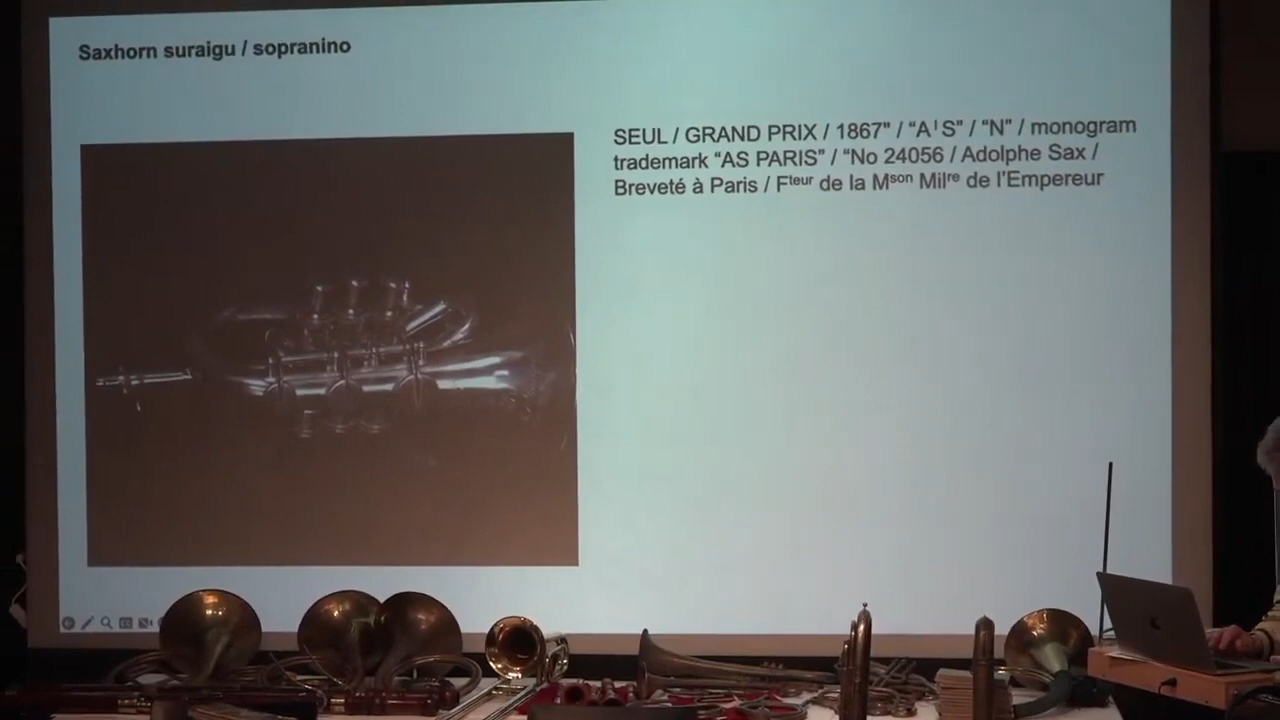 Saxhorn suraigu / sopranino
SEUL / GRAND PRIX / 1867" / “AˈS” / “N” / monogram
trademark “AS PARIS” / “No 24056 / Adolphe Sax /
Breveté à Paris / Fᵗᵉᵘʳ de la Mˢᵒⁿ Milʳᵉ de l’Empereur